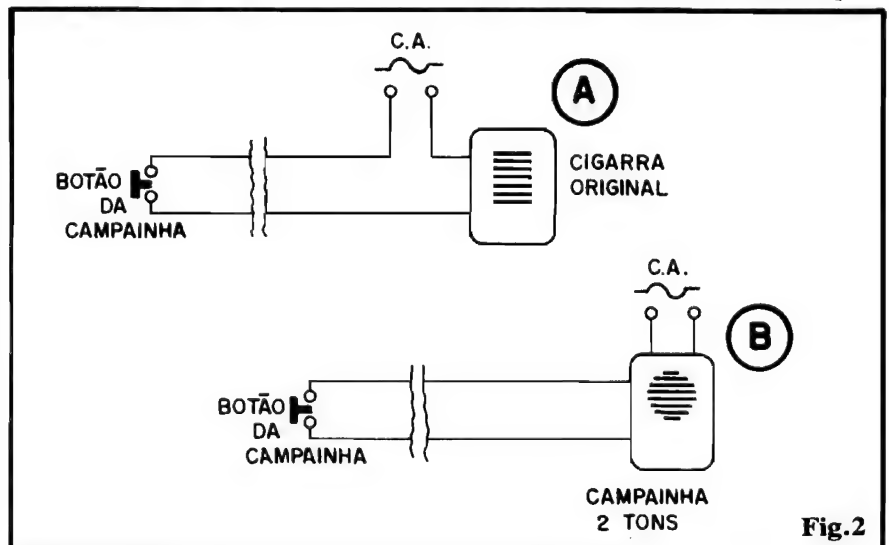 C.A.
A
CIGARRA
ORIGINAL
BOTÃO
DA
CAMPAINHA
C.A.
B
BOTÃO
DA
CAMPAINHA
CAMPAINHA
2 TONS
Fig.2